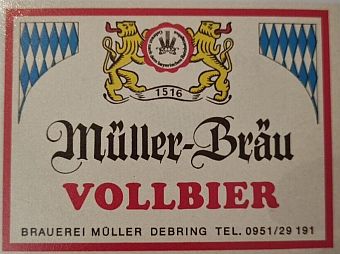 1516
Müller-Bräu
VOLLBIER
BRAUEREI MÜLLER DEBRING TEL. 0951/29 191